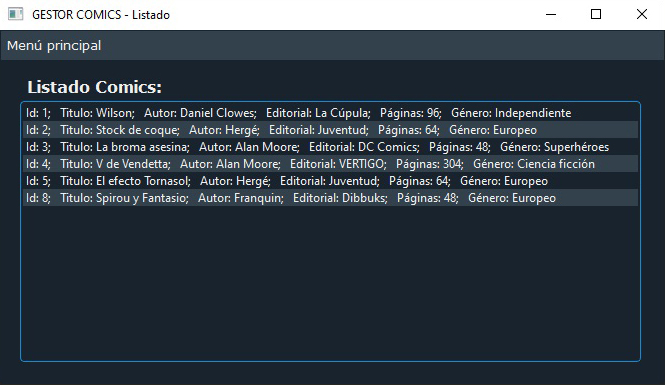 GESTOR COMICS - Listado
Menú principal
Listado Comics:
Id: 1; Titulo: Wilson; Autor: Daniel Clowes; Editorial: La Cúpula; Páginas: 96; Género: Independiente
Id: 2; Titulo: Stock de coque; Autor: Hergé; Editorial: Juventud; Páginas: 64; Género: Europeo
Id: 3; Titulo: La broma asesina; Autor: Alan Moore; Editorial: DC Comics; Páginas: 48; Género: Superhéroes
Id: 4; Titulo: V de Vendetta; Autor: Alan Moore; Editorial: VERTIGO; Páginas: 304; Género: Ciencia ficción
Id: 5; Titulo: El efecto Tornasol; Autor: Hergé; Editorial: Juventud; Páginas: 64; Género: Europeo
Id: 8; Titulo: Spirou y Fantasio; Autor: Franquin; Editorial: Dibbuks; Páginas: 48; Género: Europeo